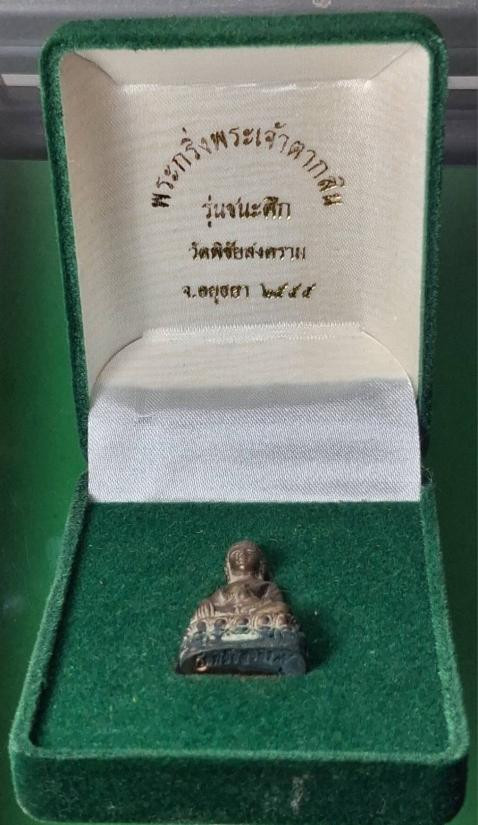 พระกริ่งพระเจ้าตากสิน
รุ่นชนะศึก
วัดพิชัยสงคราม
จ.อยุธยา ๒๕๕๕